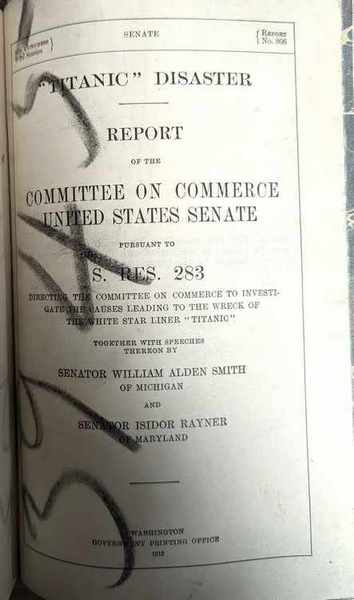 SENATE
REPORT
No. 806
"TITANIC" DISASTER
REPORT
OF THE
COMMITTEE ON COMMERCE
UNITED STATES SENATE
PURSUANT TO
S. RES. 283
DIRECTING THE COMMITTEE ON COMMERCE TO INVESTI-
GATE THE CAUSES LEADING TO THE WRECK OF
THE WHITE STAR LINER "TITANIC"
TOGETHER WITH SPEECHES
THEREON BY
SENATOR WILLIAM ALDEN SMITH
OF MICHIGAN
AND
SENATOR ISIDOR RAYNER
OF MARYLAND
WASHINGTON
GOVERNMENT PRINTING OFFICE
1912